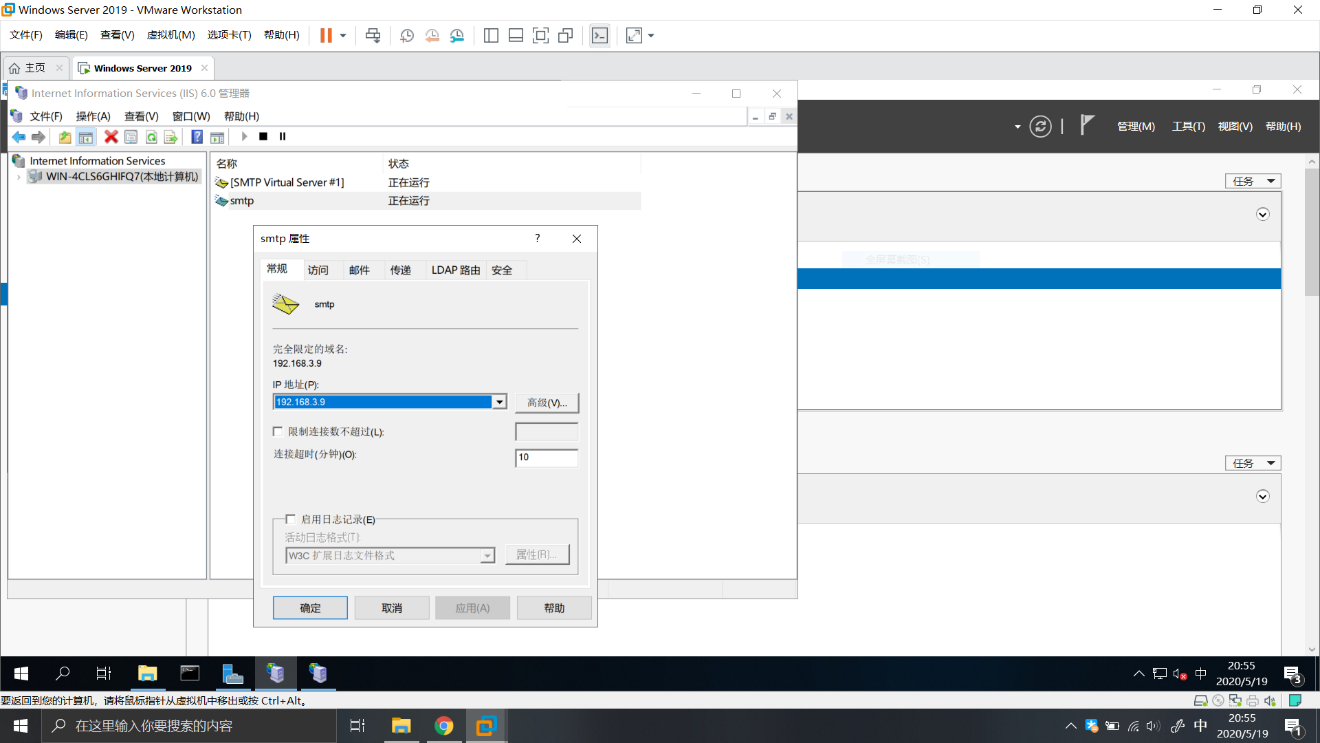 Windows Server 2019 - VMware Workstation
文件(F) 编辑(E) 查看(V) 虚拟机(M) 选项卡(T) 帮助(H)
主页 Windows Server 2019
Internet Information Services (IIS) 6.0 管理器
文件(F) 操作(A) 查看(V) 窗口(W) 帮助(H)
管理(M) 工具(T) 视图(V) 帮助(H)
Internet Information Services
WIN-4CLS6GHIFQ7(本地计算机)
名称 状态
[SMTP Virtual Server #1] 正在运行
smtp 正在运行
任务
全屏幕截图(S)
smtp 属性
常规 访问 邮件 传递 LDAP 路由 安全
smtp
完全限定的域名:
192.168.3.9
IP 地址(P):
192.168.3.9 高级(V)...
限制连接数不超过(L):
连接超时(分钟)(O): 10
任务
启用日志记录(E)
活动日志格式(T)
W3C 扩展日志文件格式 属性(R)...
确定 取消 应用(A) 帮助
中 20:55
2020/5/19 3
要返回到您的计算机，请将鼠标指针从虚拟机中移出或按 Ctrl+Alt。
在这里输入你要搜索的内容
中 20:55
2020/5/19 1